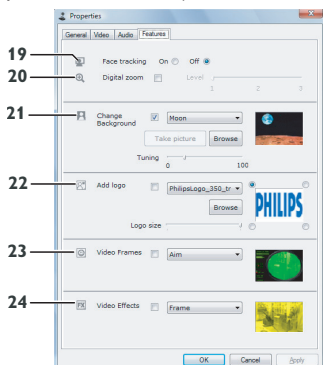 Properties
General Video Audio Features
19 Face tracking On Off
20 Digital zoom Level
1 2 3
21 Change Background Moon
Take picture Browse
Tuning
0 100
22 Add logo PhilipsLogo_350_tr
Browse
PHILIPS
Logo size
23 Video Frames Aim
24 FX Video Effects Frame
OK Cancel Apply